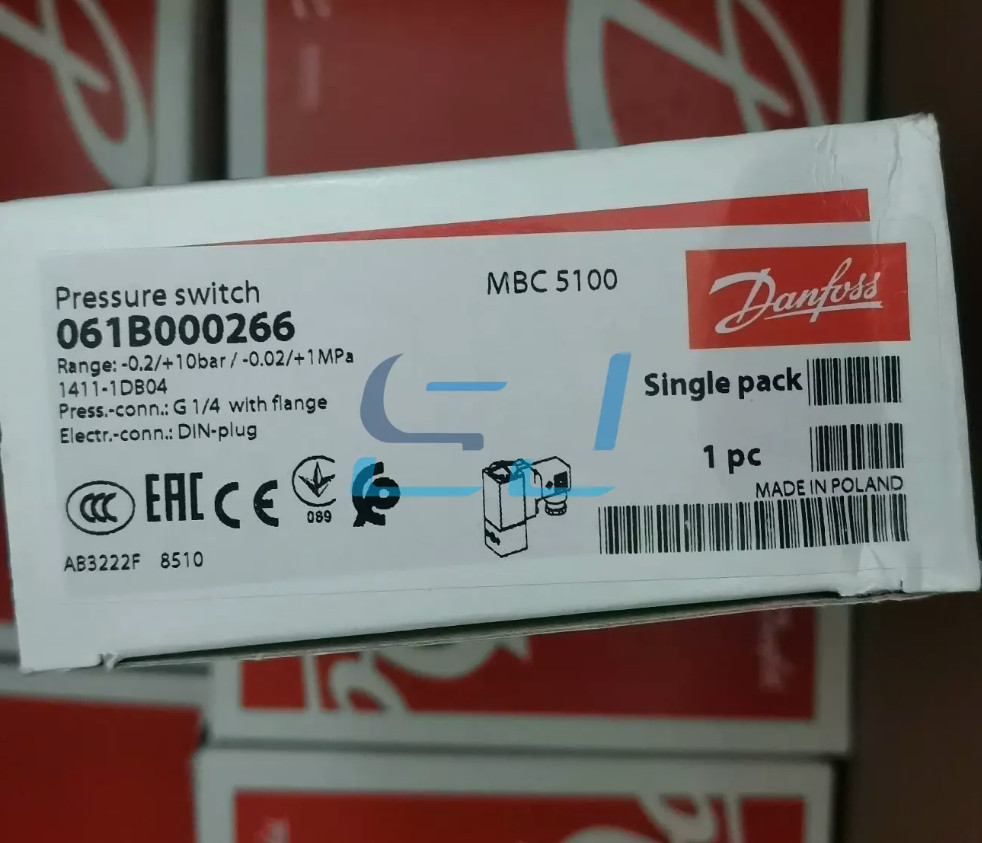 Pressure switch
061B000266
Range: -0.2/+10bar / -0.02/+1MPa
1411-1DB04
Press.-conn.: G 1/4 with flange
Electr.-conn.: DIN-plug
MBC 5100
Danfoss
Single pack
1 pc
MADE IN POLAND
CCC
EAC
CE
089
AB3222F 8510